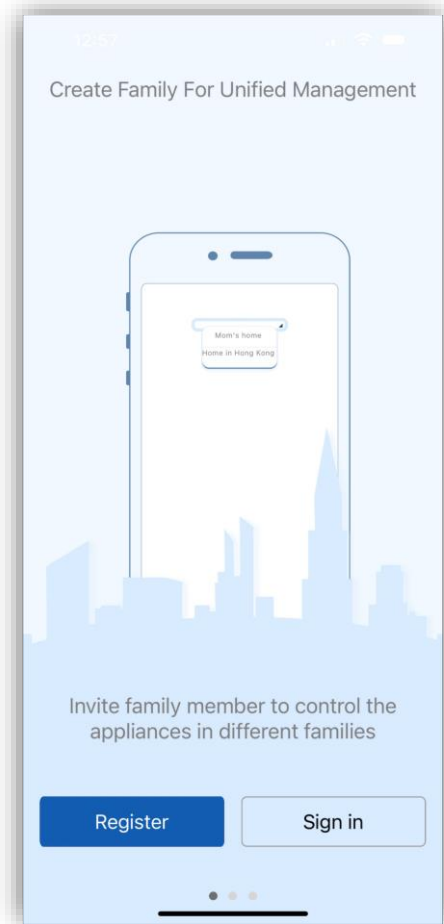 12:57
Create Family For Unified Management
Mom's home
Home in Hong Kong
Invite family member to control the
appliances in different families
Register
Sign in